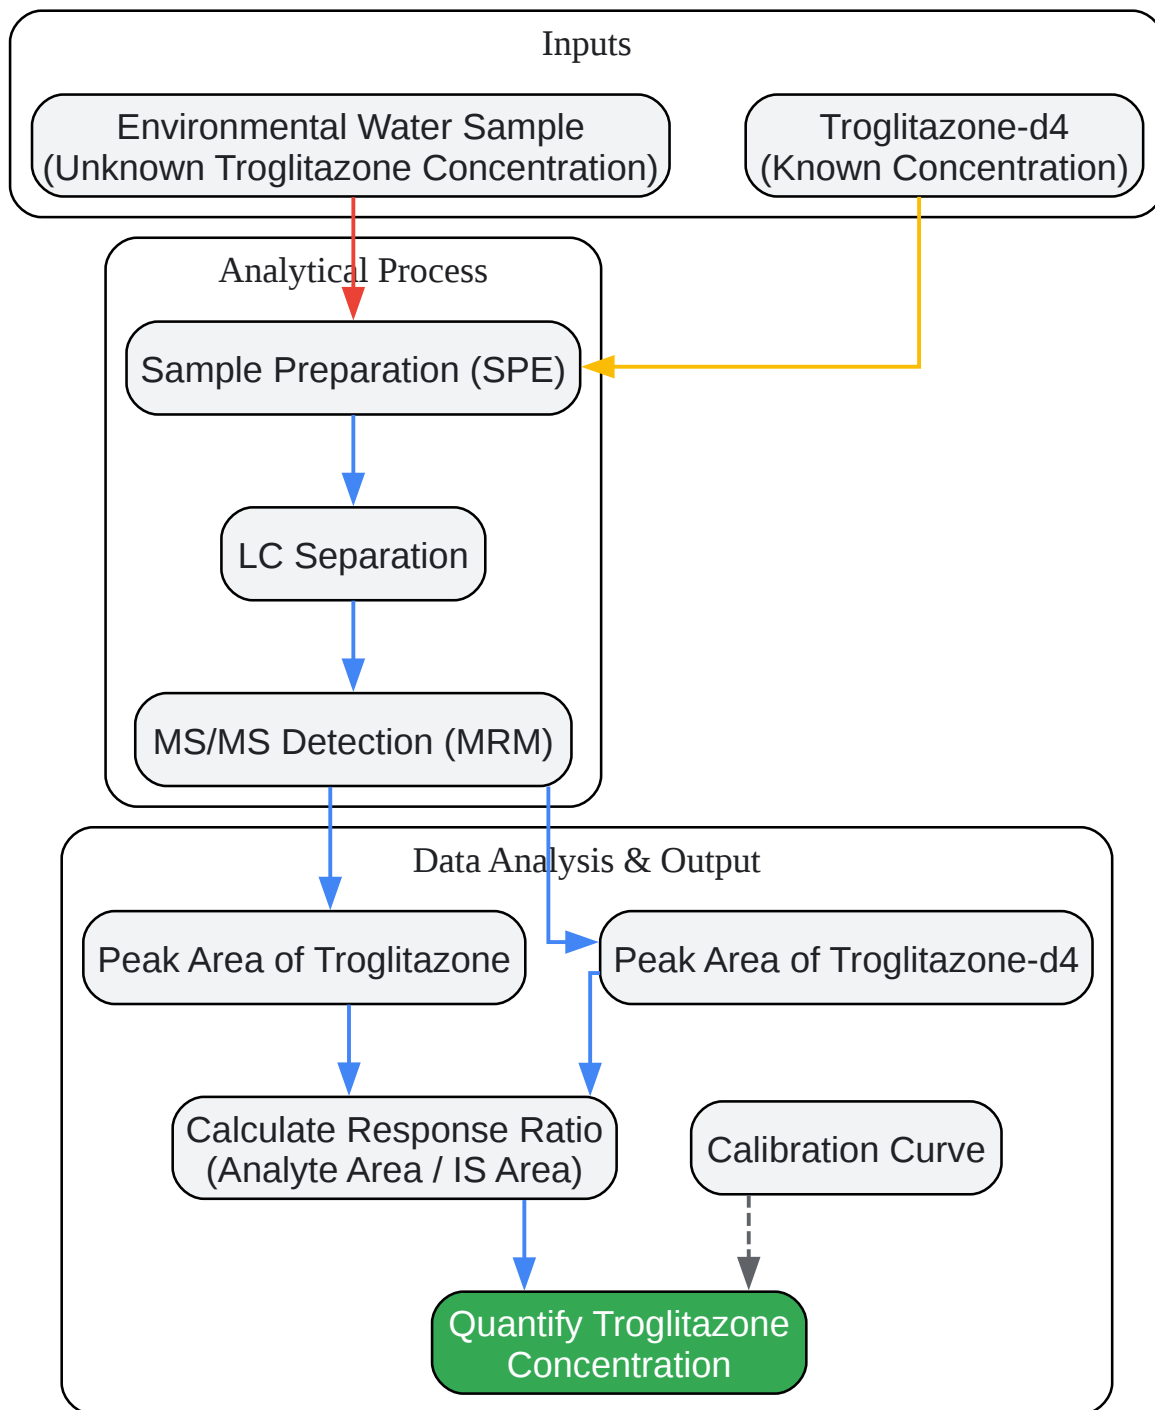 Inputs
Environmental Water Sample
(Unknown Troglitazone Concentration)
Troglitazone-d4
(Known Concentration)
Analytical Process
Sample Preparation (SPE)
LC Separation
MS/MS Detection (MRM)
Data Analysis & Output
Peak Area of Troglitazone
Peak Area of Troglitazone-d4
Calculate Response Ratio
(Analyte Area / IS Area)
Calibration Curve
Quantify Troglitazone
Concentration